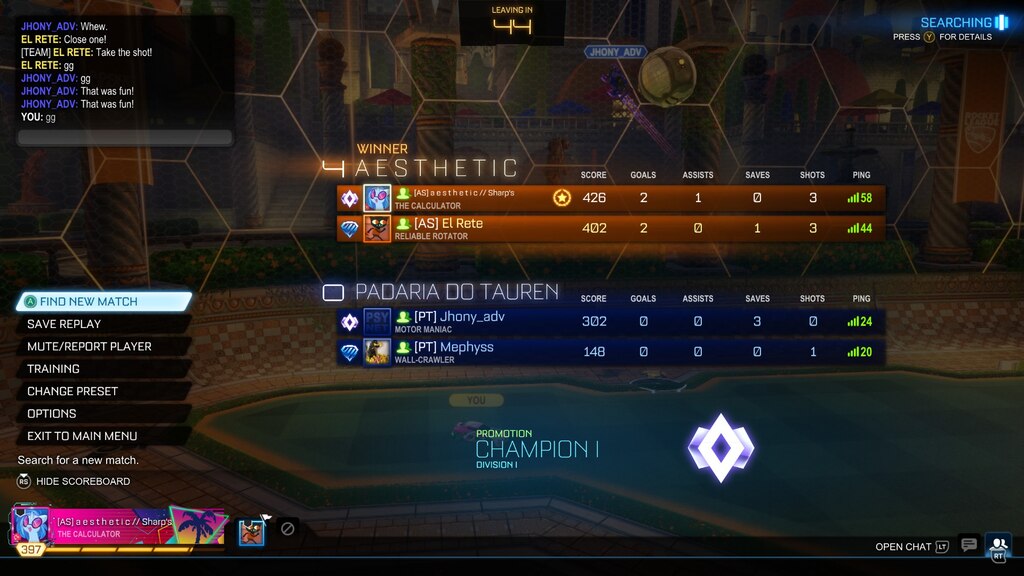 JHONY_ADV: Whew.
EL RETE: Close one!
[TEAM] EL RETE: Take the shot!
EL RETE: gg
JHONY_ADV: gg
JHONY_ADV: That was fun!
JHONY_ADV: That was fun!
YOU: gg
LEAVING IN
44
SEARCHING
PRESS Y FOR DETAILS
JHONY_ADV
WINNER
4 AESTHETIC SCORE GOALS ASSISTS SAVES SHOTS PING
[AS] a e s t h e t i c // Sharp's 426 2 1 0 3 58
THE CALCULATOR
[AS] El Rete 402 2 0 1 3 44
RELIABLE ROTATOR
0 PADARIA DO TAUREN SCORE GOALS ASSISTS SAVES SHOTS PING
PSY
NET
[PT] Jhony_adv 302 0 0 3 0 24
MOTOR MANIAC
[PT] Mephyss 148 0 0 0 1 20
WALL-CRAWLER
A FIND NEW MATCH
SAVE REPLAY
MUTE/REPORT PLAYER
TRAINING
CHANGE PRESET
OPTIONS
EXIT TO MAIN MENU
Search for a new match.
RS HIDE SCOREBOARD
YOU
PROMOTION
CHAMPION I
DIVISION I
[AS] a e s t h e t i c // Sharp's
THE CALCULATOR
397
OPEN CHAT LT
RT